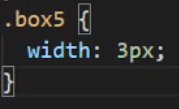 .box5 {
  width: 3px;
}